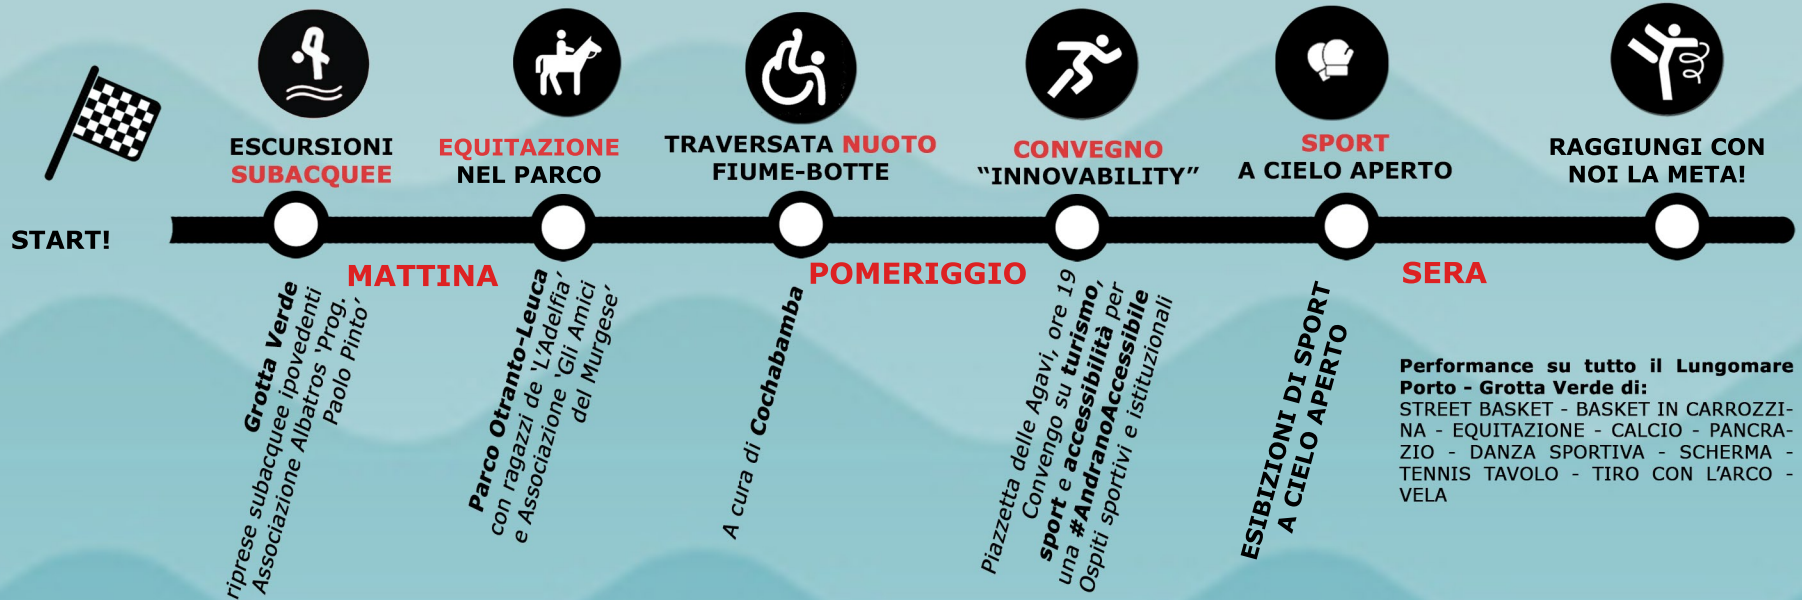 START!
ESCURSIONI
SUBACQUEE
EQUITAZIONE
NEL PARCO
TRAVERSATA NUOTO
FIUME-BOTTE
CONVEGNO
“INNOVABILITY”
SPORT
A CIELO APERTO
RAGGIUNGI CON
NOI LA META!
MATTINA
POMERIGGIO
SERA
Grotta Verde
riprese subacquee ipovedenti
Associazione Albatros ‘Prog.
Paolo Pinto’
Parco Otranto-Leuca
con ragazzi de ‘L’Adelfia’
e Associazione ‘Gli Amici
del Murgese’
A cura di Cochabamba
Piazzetta delle Agavi, ore 19
Convengo su turismo,
sport e accessibilità per
una #AndranoAccessibile
Ospiti sportivi e istituzionali
ESIBIZIONI DI SPORT
A CIELO APERTO
Performance su tutto il Lungomare
Porto - Grotta Verde di:
STREET BASKET - BASKET IN CARROZZI-
NA - EQUITAZIONE - CALCIO - PANCRA-
ZIO - DANZA SPORTIVA - SCHERMA -
TENNIS TAVOLO - TIRO CON L’ARCO -
VELA